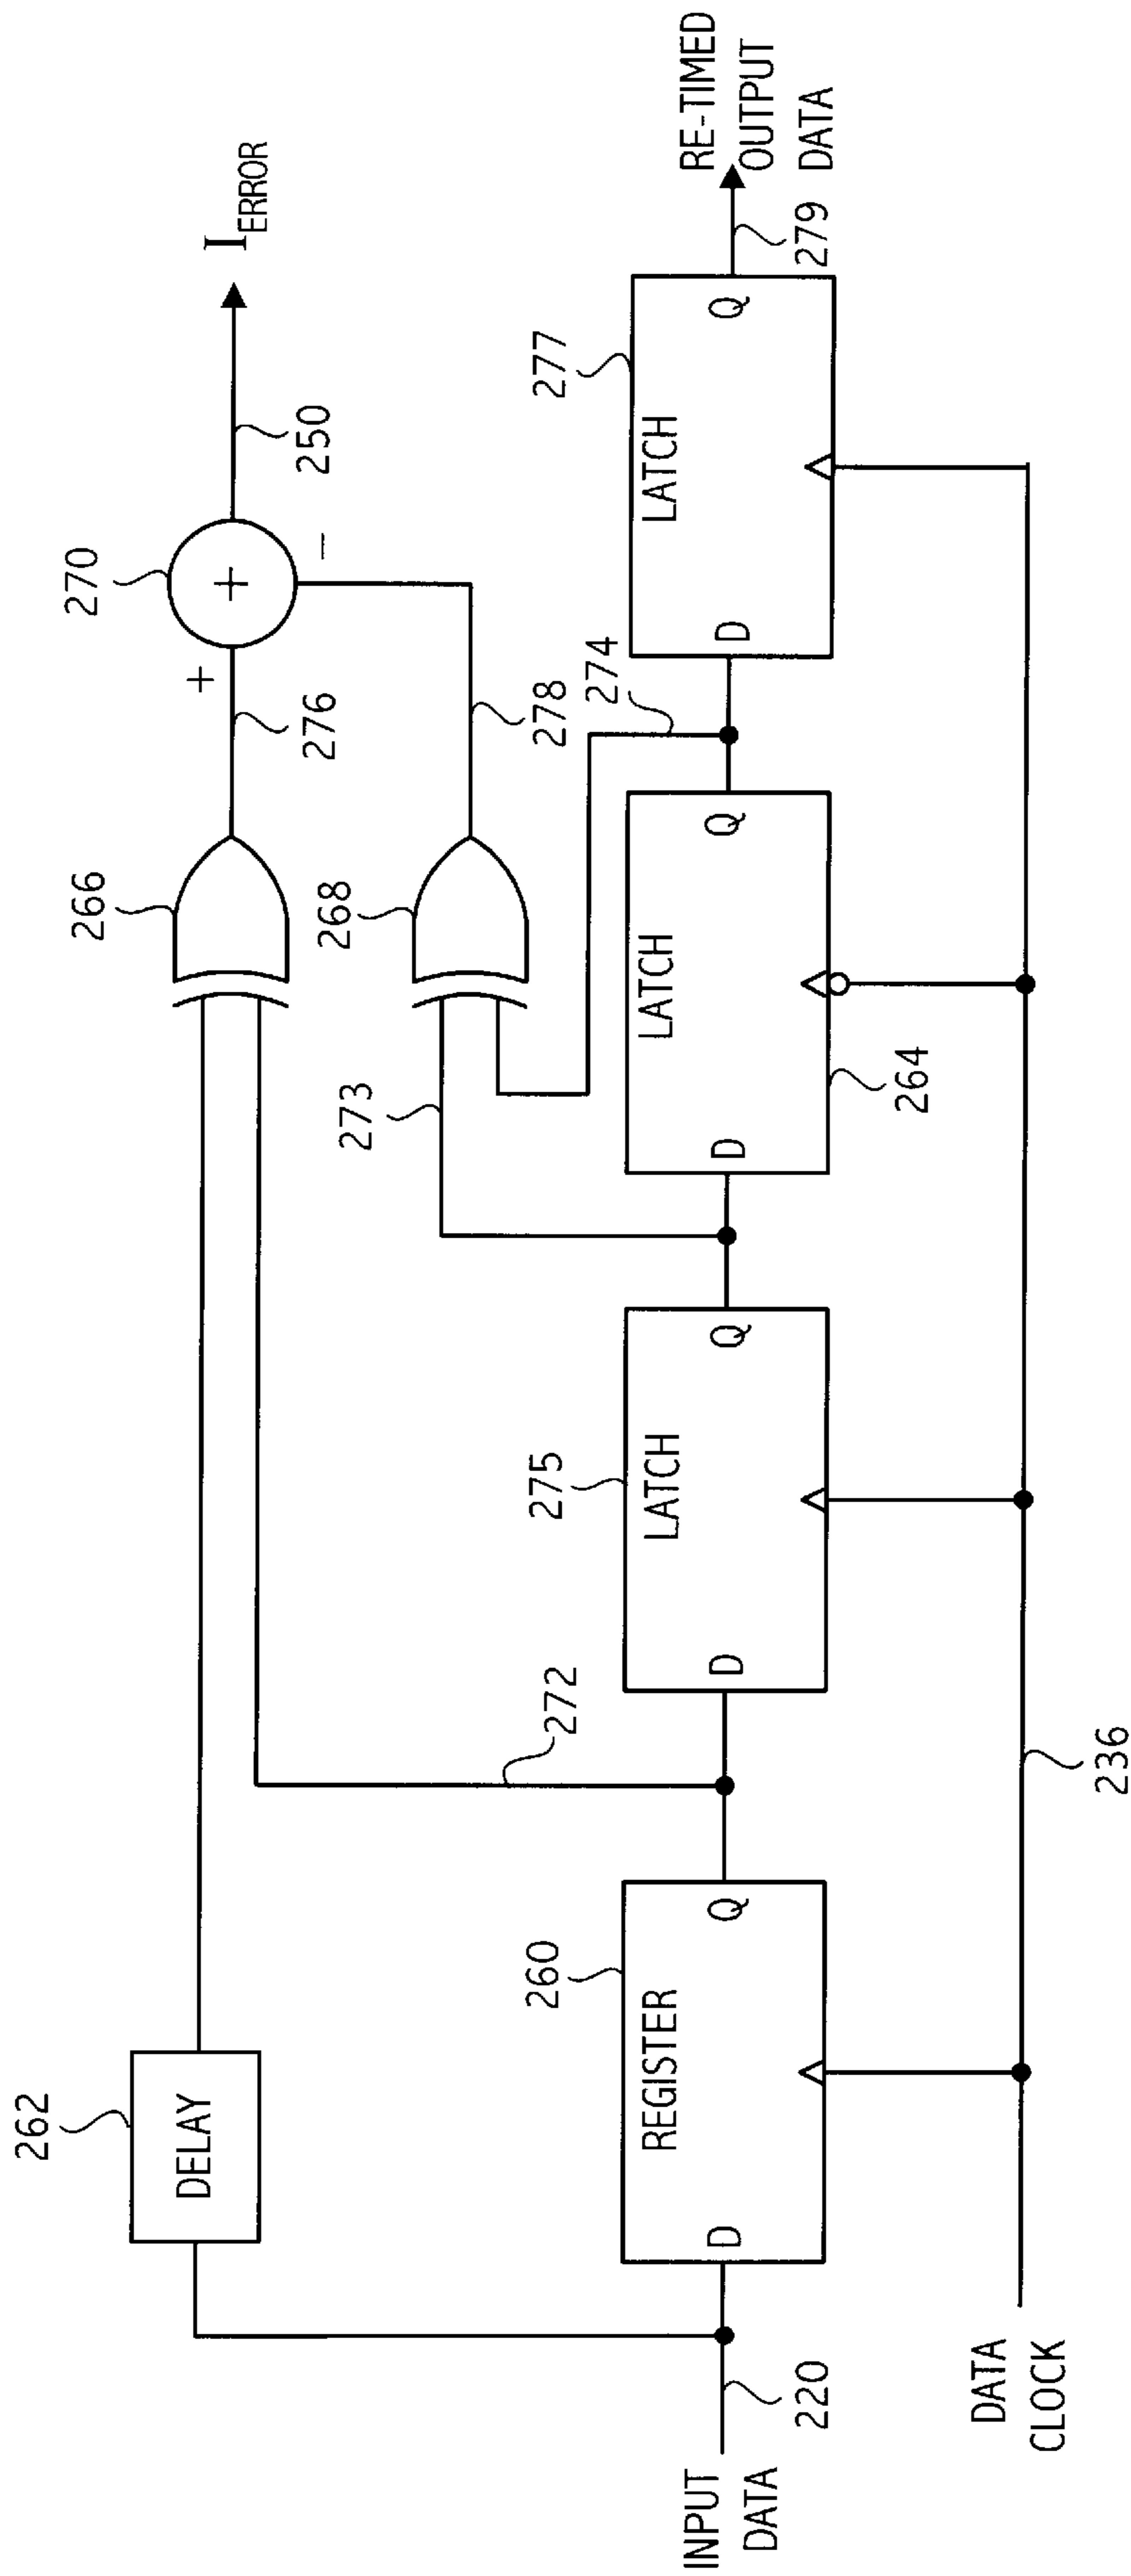 262
DELAY
266
276
+
270
+
−
250
I ERROR
272
273
268
278
274
INPUT
DATA
220
D
REGISTER
260
Q
D
LATCH
275
Q
D
LATCH
264
Q
D
LATCH
277
Q
279
RE-TIMED
OUTPUT
DATA
DATA
CLOCK
236